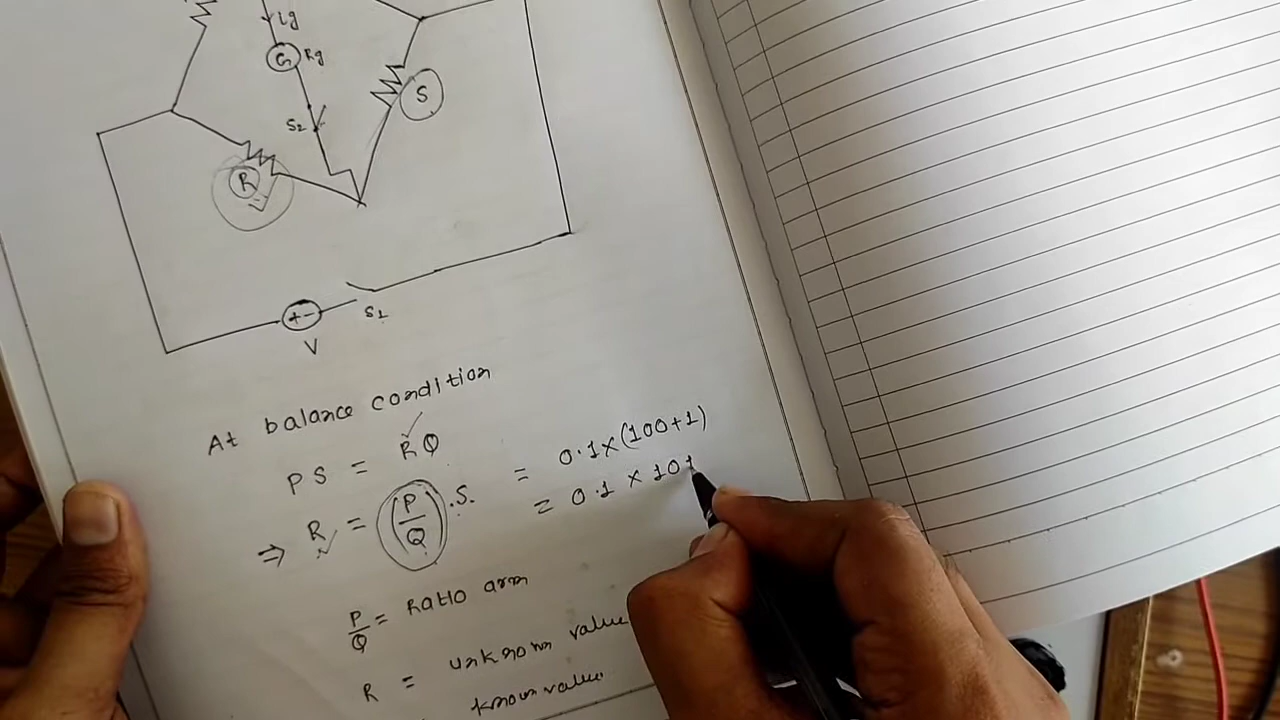 Ig
G Rg
S2
S
R
+-
S1
V
At balance condition
PS = RQ
⇒ R = (P/Q) .S. = 0.1×(100+1)
= 0.1 × 101
P/Q = Ratio arm
R = unknown value
known value